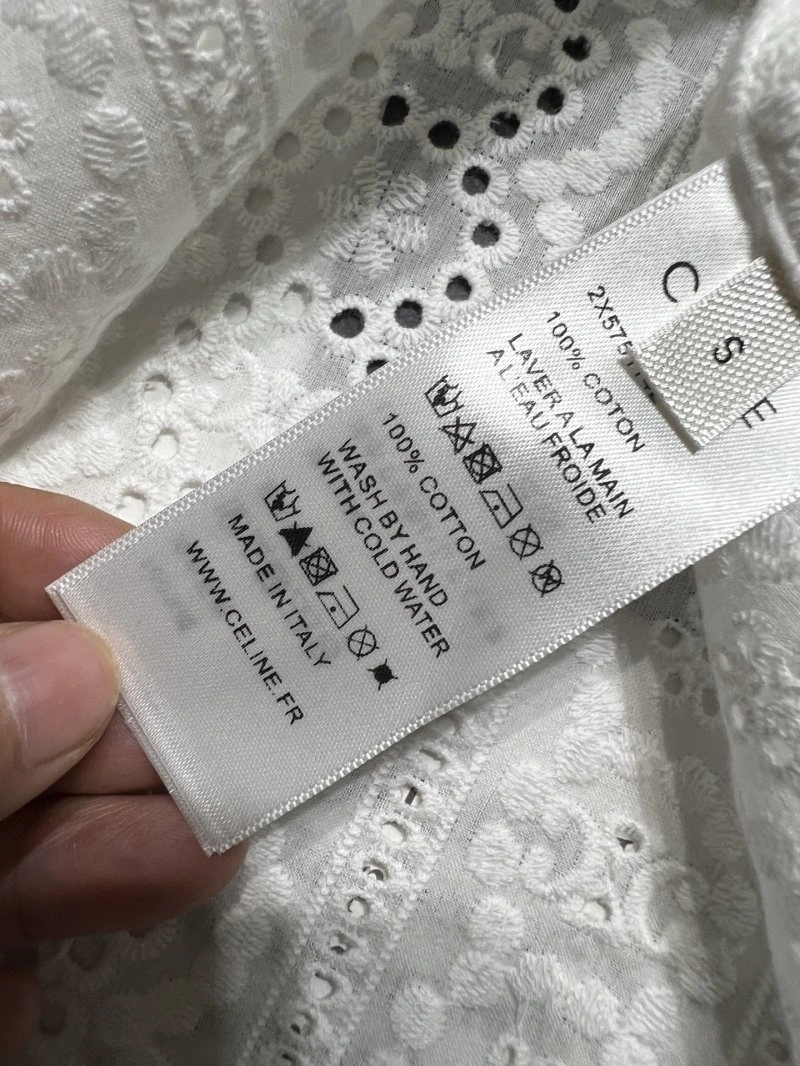 C
E
S
100% COTON
LAVER A LA MAIN
A L EAU FROIDE
100% COTTON
WASH BY HAND
WITH COLD WATER
MADE IN ITALY
WWW.CELINE.FR